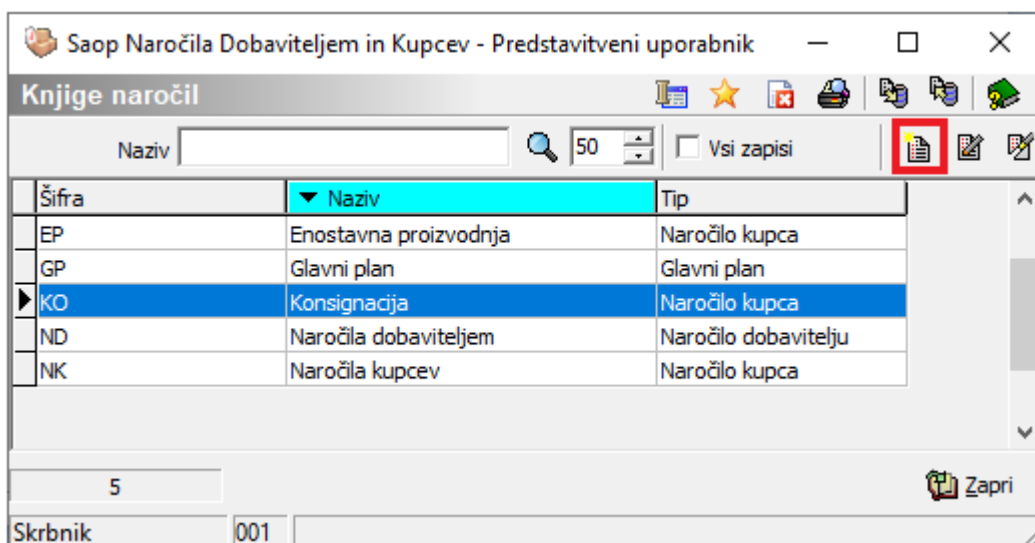 Saop Naročila Dobaviteljem in Kupcev - Predstavitveni uporabnik
Knjige naročil
Naziv 50 Vsi zapisi
Šifra Naziv Tip
EP Enostavna proizvodnja Naročilo kupca
GP Glavni plan Glavni plan
KO Konsignacija Naročilo kupca
ND Naročila dobaviteljem Naročilo dobavitelju
NK Naročila kupcev Naročilo kupca
5 Zapri
Skrbnik 001